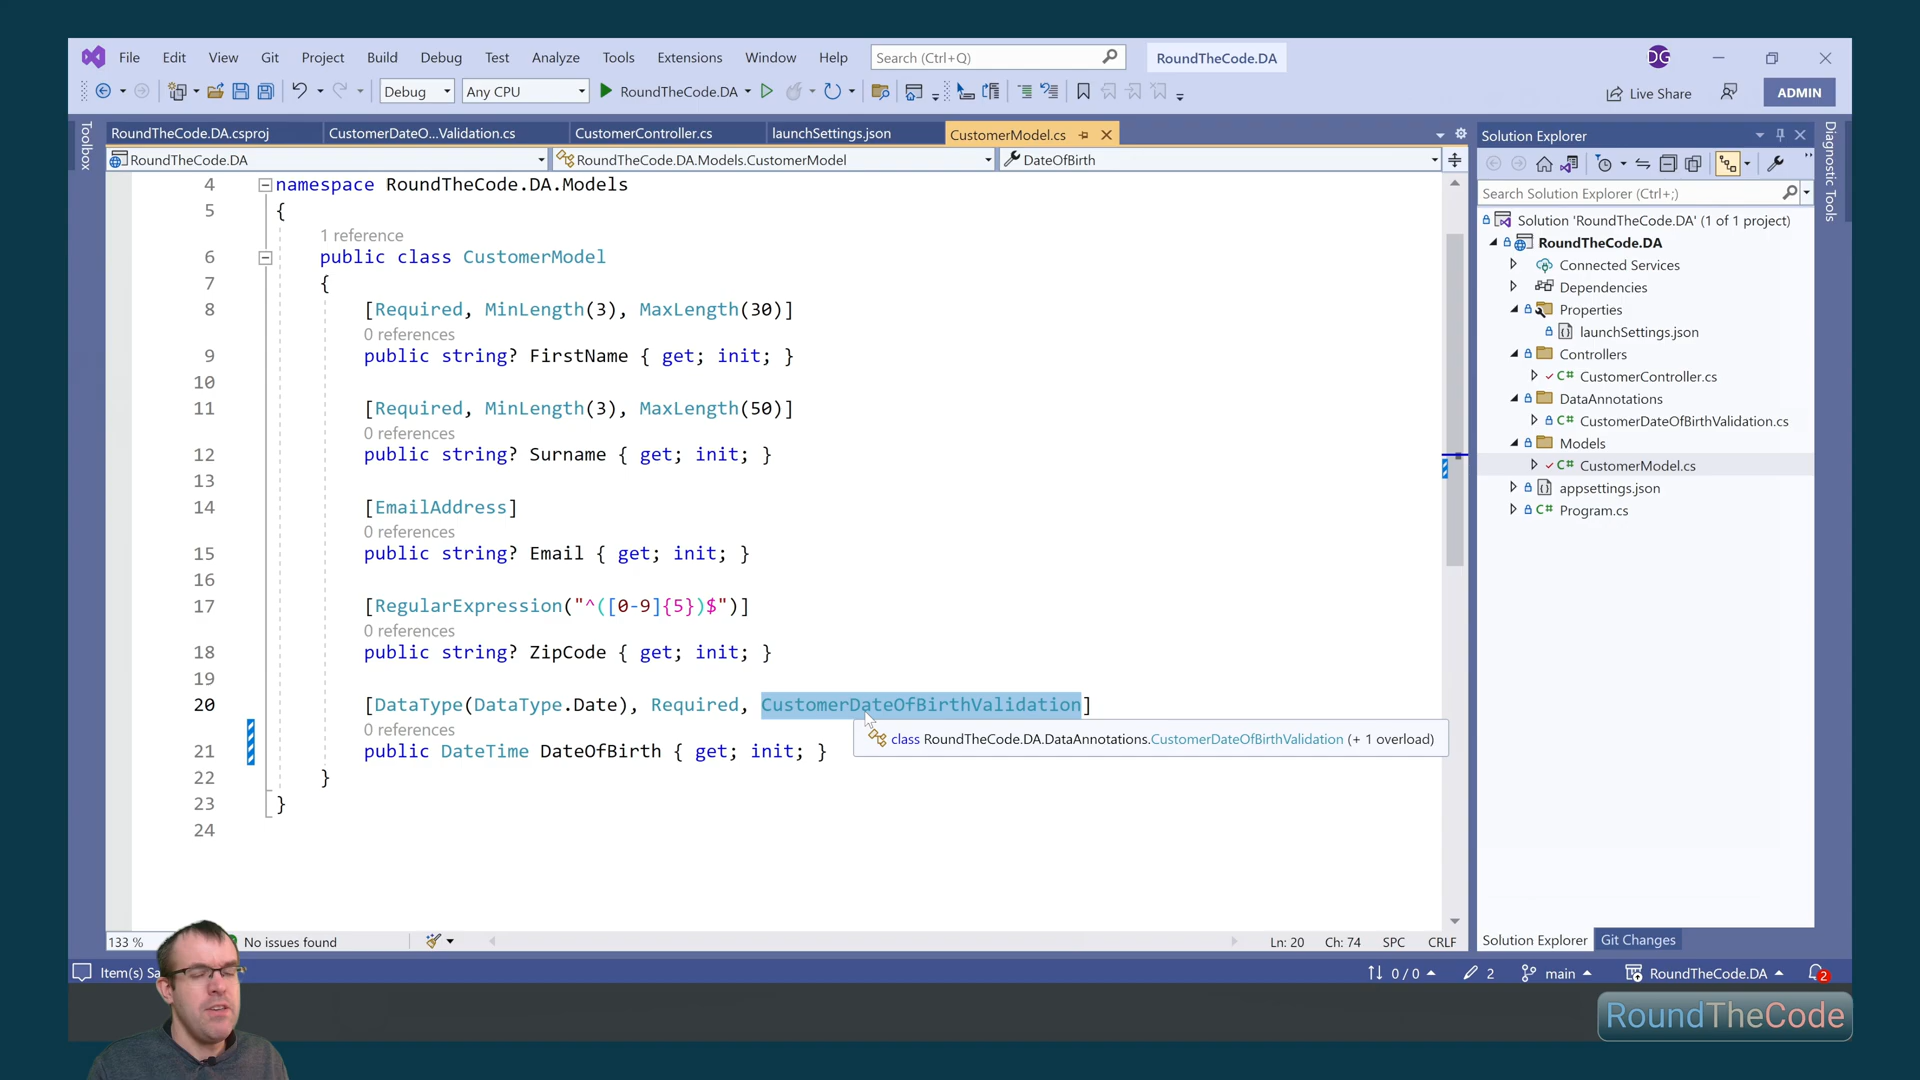 File Edit View Git Project Build Debug Test Analyze Tools Extensions Window Help Search (Ctrl+Q) RoundTheCode.DA DG
Debug Any CPU RoundTheCode.DA Live Share ADMIN
Toolbox
RoundTheCode.DA.csproj CustomerDateO...Validation.cs CustomerController.cs launchSettings.json CustomerModel.cs
RoundTheCode.DA RoundTheCode.DA.Models.CustomerModel DateOfBirth
4 namespace RoundTheCode.DA.Models
5 {
1 reference
6 public class CustomerModel
7 {
8 [Required, MinLength(3), MaxLength(30)]
0 references
9 public string? FirstName { get; init; }
10
11 [Required, MinLength(3), MaxLength(50)]
0 references
12 public string? Surname { get; init; }
13
14 [EmailAddress]
0 references
15 public string? Email { get; init; }
16
17 [RegularExpression("^([0-9]{5})$")]
0 references
18 public string? ZipCode { get; init; }
19
20 [DataType(DataType.Date), Required, CustomerDateOfBirthValidation]
0 references
class RoundTheCode.DA.DataAnnotations.CustomerDateOfBirthValidation (+ 1 overload)
21 public DateTime DateOfBirth { get; init; }
22 }
23 }
24
133 % No issues found Ln: 20 Ch: 74 SPC CRLF
Solution Explorer
Search Solution Explorer (Ctrl+;)
Solution 'RoundTheCode.DA' (1 of 1 project)
RoundTheCode.DA
Connected Services
Dependencies
Properties
launchSettings.json
Controllers
C# CustomerController.cs
DataAnnotations
C# CustomerDateOfBirthValidation.cs
Models
C# CustomerModel.cs
appsettings.json
C# Program.cs
Solution Explorer Git Changes
Diagnostic Tools
Item(s) Sa 0 / 0 2 main RoundTheCode.DA 2
RoundTheCode